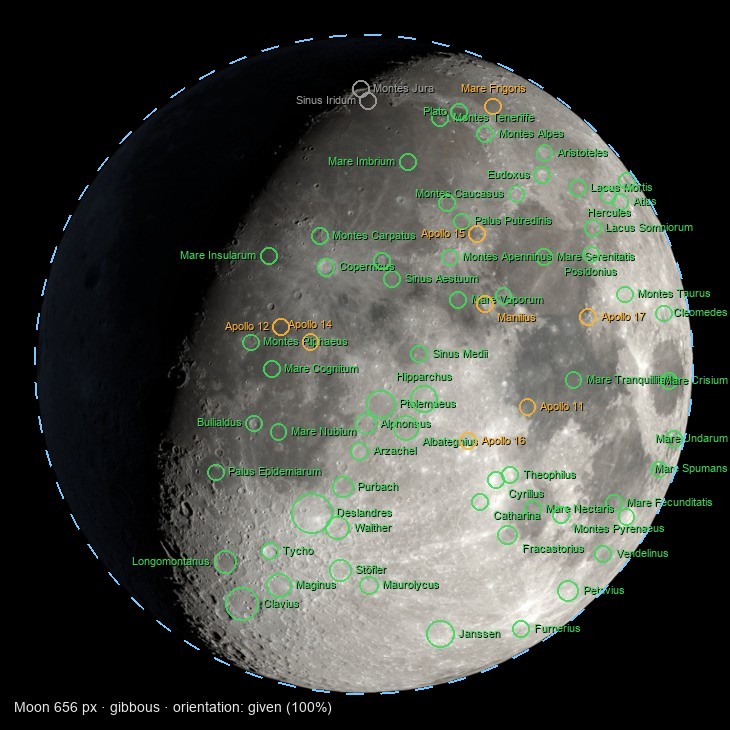 Montes Jura
Mare Frigoris
Sinus Iridum
Plato
Montes Teneriffe
Montes Alpes
Aristoteles
Mare Imbrium
Eudoxus
Lacus Mortis
Montes Caucasus
Atlas
Hercules
Palus Putredinis
Lacus Somniorum
Apollo 15
Montes Carpatus
Mare Insularum
Montes Apenninus
Mare Serenitatis
Copernicus
Posidonius
Sinus Aestuum
Montes Taurus
Mare Vaporum
Cleomedes
Manilius
Apollo 17
Apollo 12
Apollo 14
Montes Riphaeus
Sinus Medii
Mare Cognitum
Hipparchus
Mare Tranquillitatis
Mare Crisium
Ptolemaeus
Apollo 11
Bullialdus
Alphonsus
Mare Nubium
Albategnius
Apollo 16
Mare Undarum
Arzachel
Palus Epidemiarum
Mare Spumans
Theophilus
Purbach
Cyrillus
Mare Fecunditatis
Mare Nectaris
Deslandres
Catharina
Walther
Montes Pyrenaeus
Tycho
Fracastorius
Vendelinus
Longomontanus
Stöfler
Maginus
Maurolycus
Petavius
Clavius
Janssen
Furnerius
Moon 656 px · gibbous · orientation: given (100%)